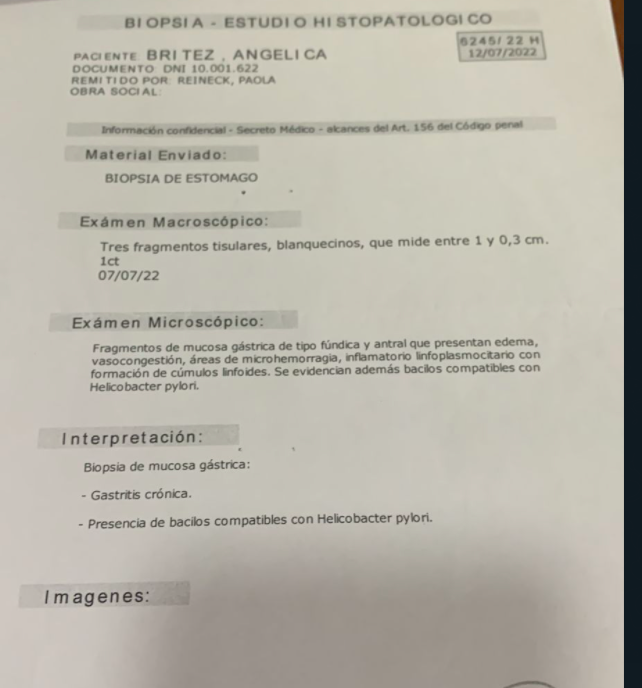 BIOPSIA - ESTUDIO HISTOPATOLOGICO
6245/ 22 H
12/07/2022
PACIENTE: BRITEZ , ANGELICA
DOCUMENTO: DNI 10.001.622
REMITIDO POR: REINECK, PAOLA
OBRA SOCIAL:
Información confidencial - Secreto Médico - alcances del Art. 156 del Código penal
Material Enviado:
BIOPSIA DE ESTOMAGO
Exámen Macroscópico:
Tres fragmentos tisulares, blanquecinos, que mide entre 1 y 0,3 cm.
1ct
07/07/22
Exámen Microscópico:
Fragmentos de mucosa gástrica de tipo fúndica y antral que presentan edema,
vasocongestión, áreas de microhemorragia, inflamatorio linfoplasmocitario con
formación de cúmulos linfoides. Se evidencian además bacilos compatibles con
Helicobacter pylori.
Interpretación:
Biopsia de mucosa gástrica:
- Gastritis crónica.
- Presencia de bacilos compatibles con Helicobacter pylori.
Imagenes: